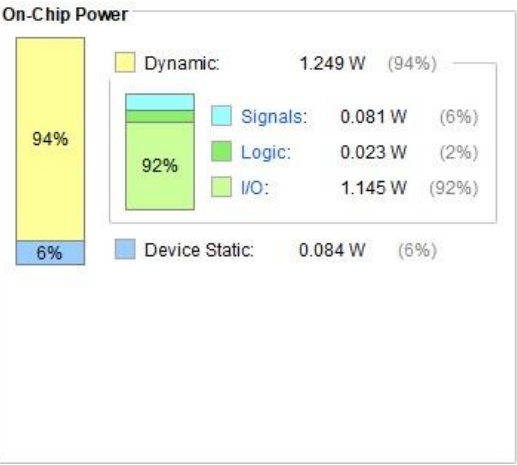 On-Chip Power
Dynamic: 1.249 W (94%)
94%
Signals: 0.081 W (6%)
Logic: 0.023 W (2%)
92%
I/O: 1.145 W (92%)
6%
Device Static: 0.084 W (6%)